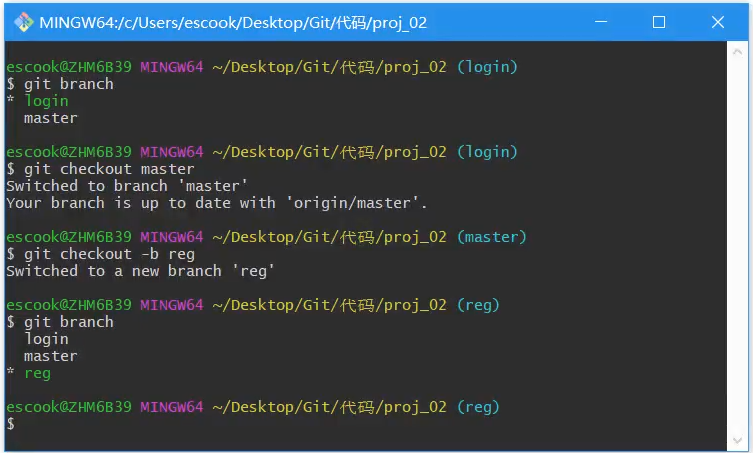 MINGW64:/c/Users/escook/Desktop/Git/代码/proj_02
escook@ZHM6B39 MINGW64 ~/Desktop/Git/代码/proj_02 (login)
$ git branch
* login
  master
escook@ZHM6B39 MINGW64 ~/Desktop/Git/代码/proj_02 (login)
$ git checkout master
Switched to branch 'master'
Your branch is up to date with 'origin/master'.
escook@ZHM6B39 MINGW64 ~/Desktop/Git/代码/proj_02 (master)
$ git checkout -b reg
Switched to a new branch 'reg'
escook@ZHM6B39 MINGW64 ~/Desktop/Git/代码/proj_02 (reg)
$ git branch
  login
  master
* reg
escook@ZHM6B39 MINGW64 ~/Desktop/Git/代码/proj_02 (reg)
$